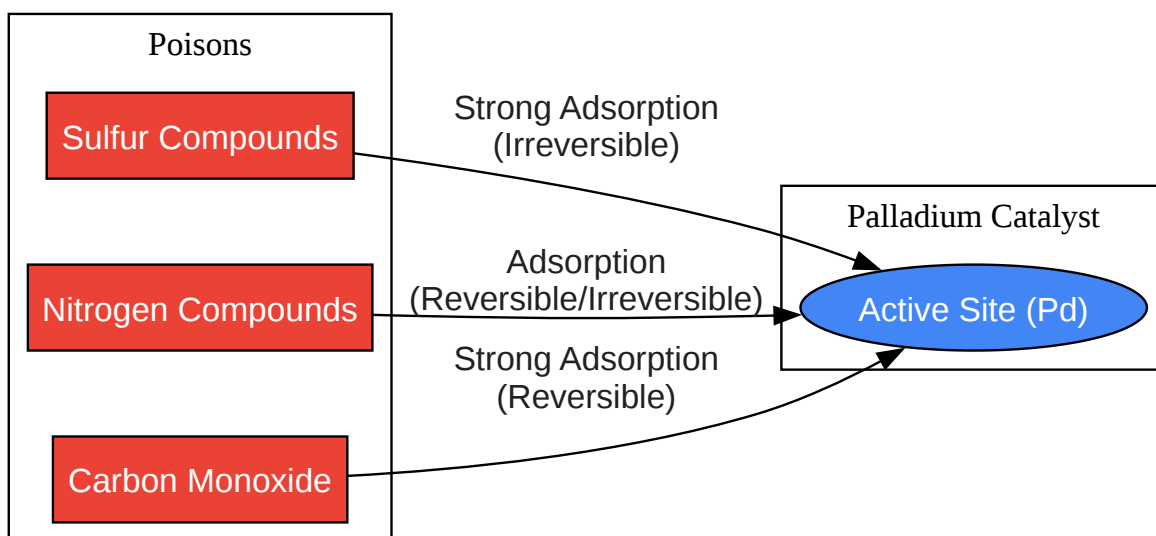 Poisons
Sulfur Compounds
Strong Adsorption
(Irreversible)
Palladium Catalyst
Nitrogen Compounds
Adsorption
(Reversible/Irreversible)
Active Site (Pd)
Strong Adsorption
(Reversible)
Carbon Monoxide